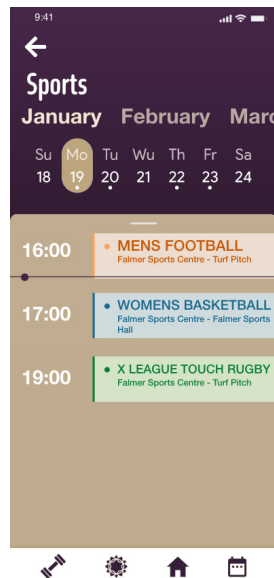 9:41
Sports
January February Marc
Su Mo Tu Wu Th Fr Sa
18 19 20 21 22 23 24
16:00
MENS FOOTBALL
Falmer Sports Centre - Turf Pitch
17:00
WOMENS BASKETBALL
Falmer Sports Centre - Falmer Sports
Hall
19:00
X LEAGUE TOUCH RUGBY
Falmer Sports Centre - Turf Pitch